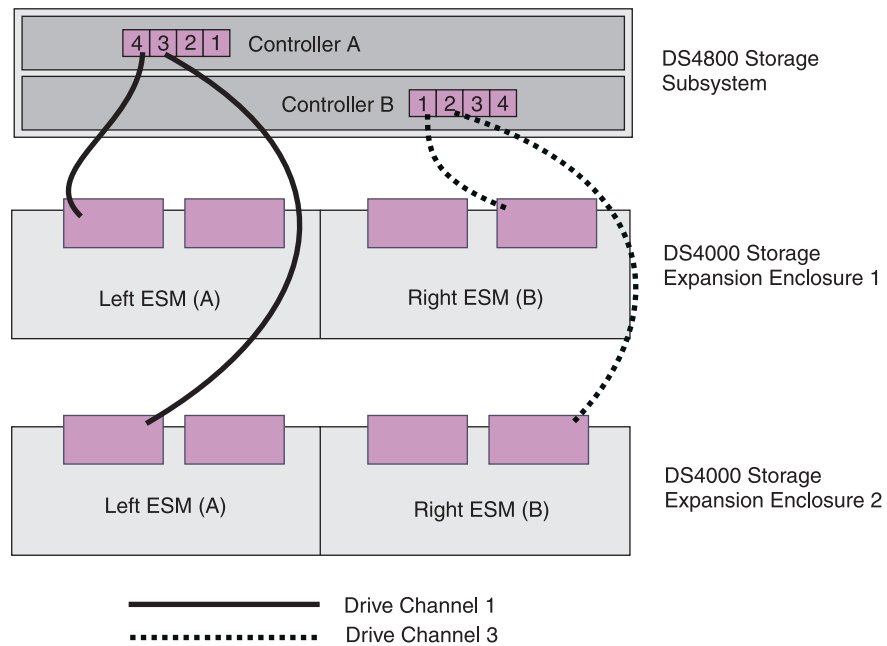 4 3 2 1 Controller A
Controller B 1 2 3 4
DS4800 Storage
Subsystem
DS4000 Storage
Expansion Enclosure 1
Left ESM (A)
Right ESM (B)
DS4000 Storage
Expansion Enclosure 2
Left ESM (A)
Right ESM (B)
Drive Channel 1
Drive Channel 3